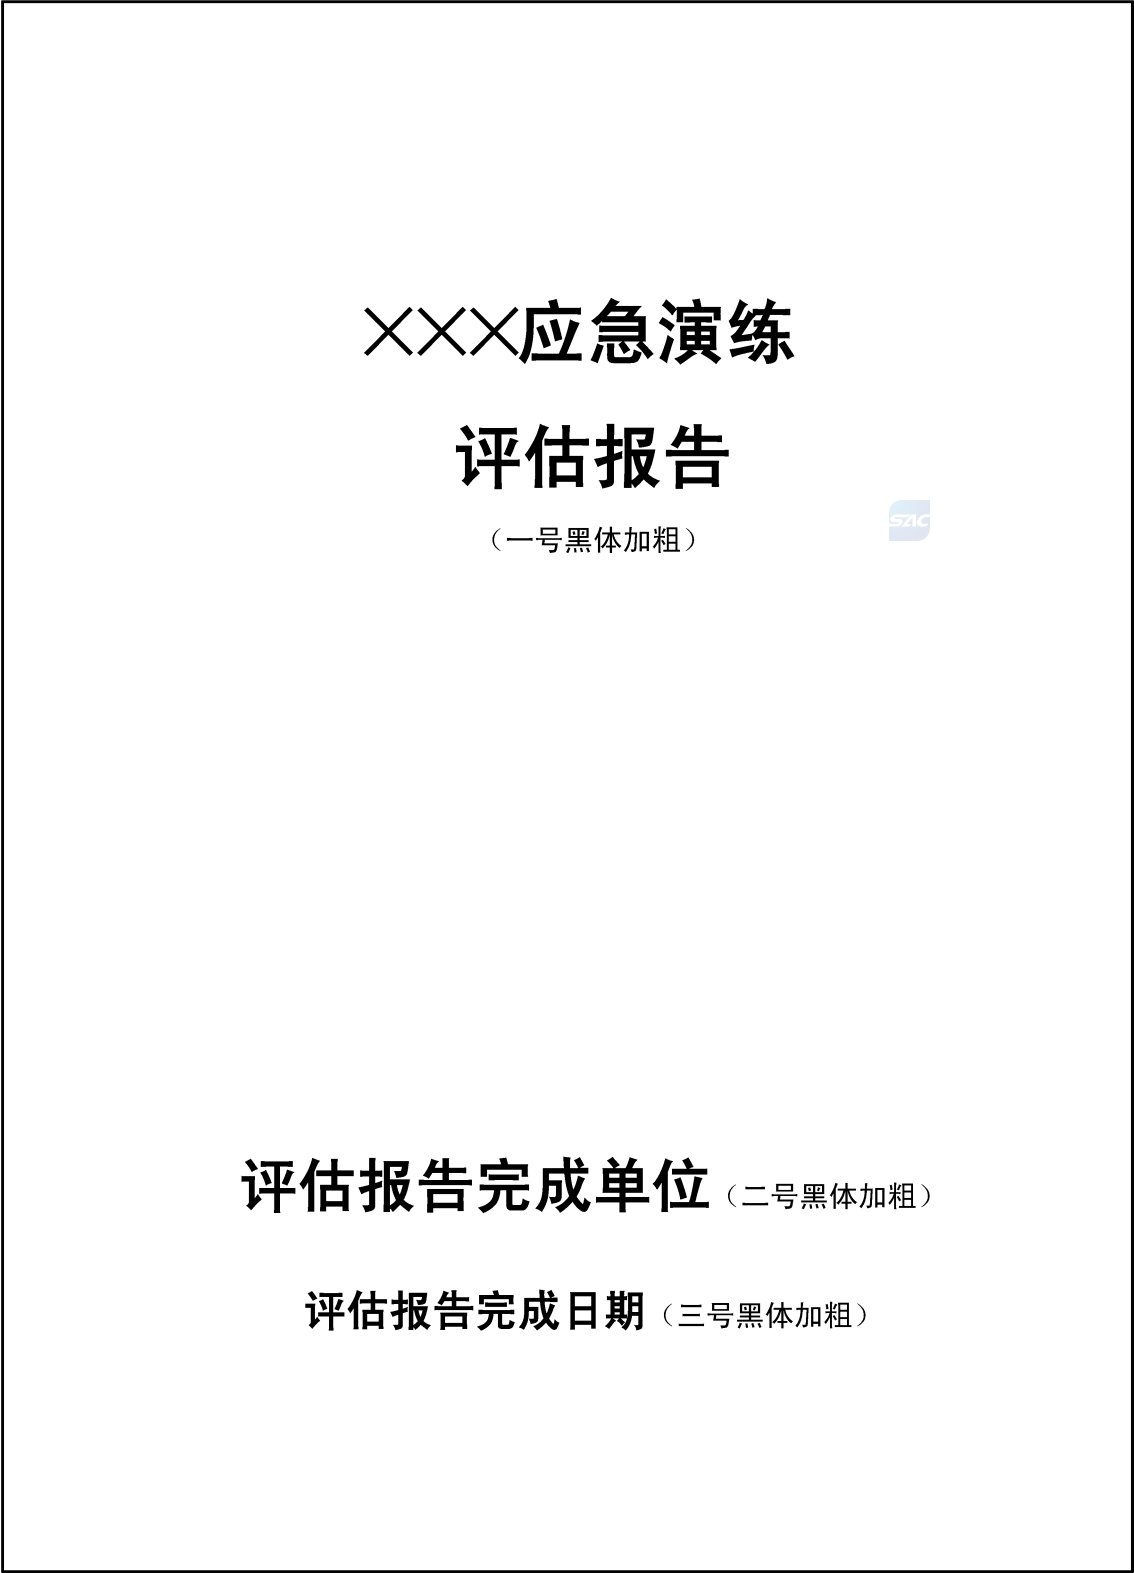 ×××应急演练
评估报告
（一号黑体加粗）
SAC
评估报告完成单位（二号黑体加粗）
评估报告完成日期（三号黑体加粗）